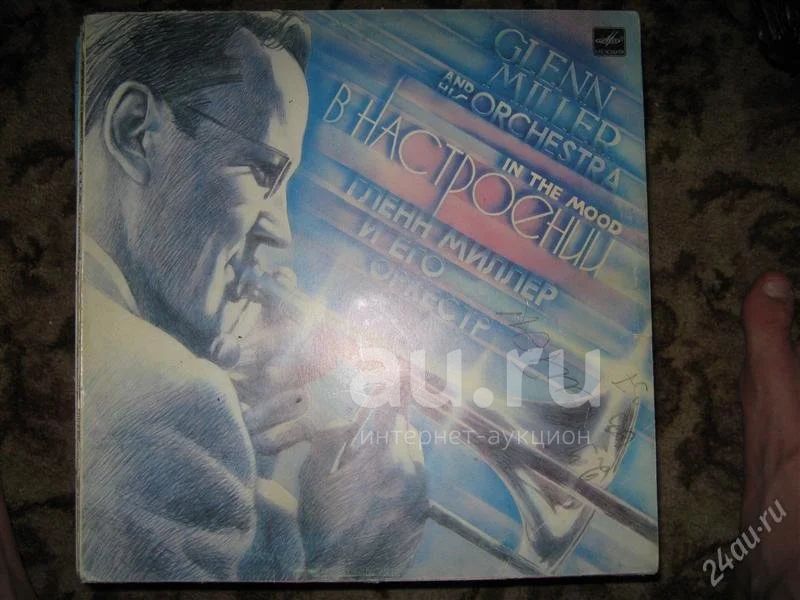 GLENN
MILLER
AND HIS ORCHESTRA
IN THE MOOD
В НАСТРОЕНИИ
ГЛЕНН МИЛЛЕР
И ЕГО
ОРКЕСТР
au.ru
интернет-аукцион
24au.ru